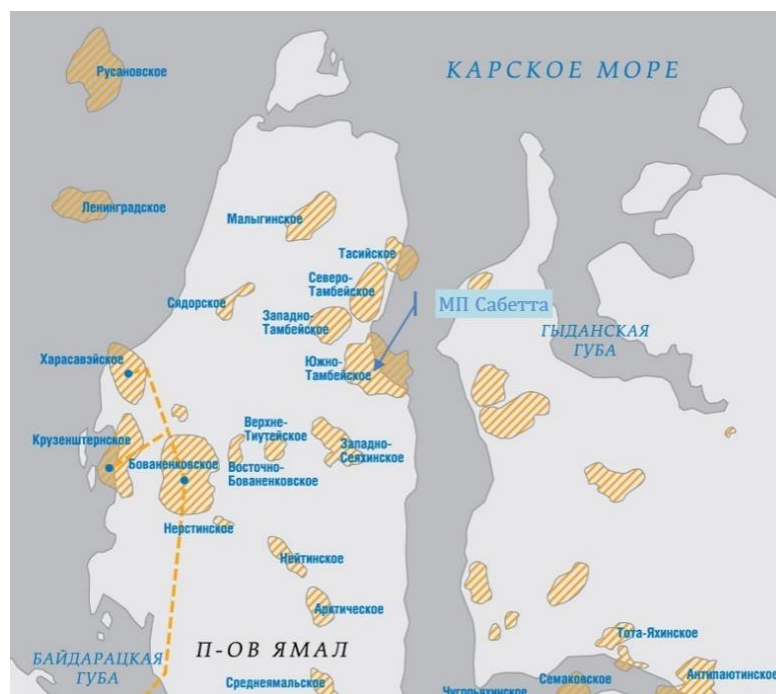 Русановское
КАРСКОЕ МОРЕ
Ленинградское
Малыгинское
Тасийское
Северо-
Тамбейское
МП Сабетта
Сядорское
Западно-
Тамбейское
ГЫДАНСКАЯ
ГУБА
Харасавэйское
Южно-
Тамбейское
Крузенштернское
Верхне-
Тиутейское
Западно-
Сеяхинское
Бованенковское
Восточно-
Бованенковское
Нерстинское
Нейтинское
Арктическое
Тота-Яхинское
П-ОВ ЯМАЛ
БАЙДАРАЦКАЯ
ГУБА
Среднеямальское
Семаковское
Антипаютинское
Чугорьяхинское